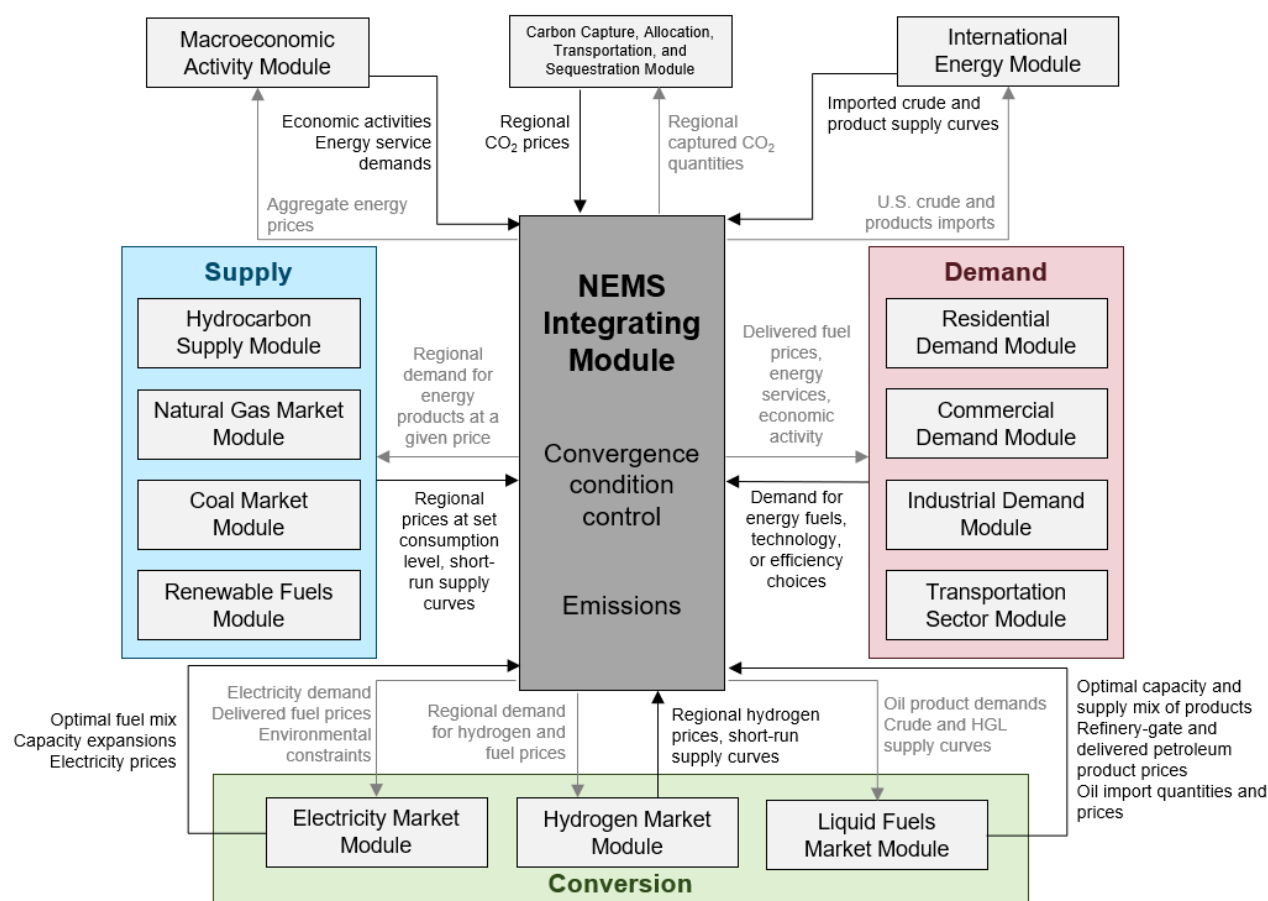 Macroeconomic
Activity Module
Carbon Capture, Allocation,
Transportation, and
Sequestration Module
International
Energy Module
Economic activities
Energy service
demands
Regional
CO₂ prices
Regional
captured CO₂
quantities
Imported crude and
product supply curves
Aggregate energy
prices
U.S. crude and
products imports
Supply
Hydrocarbon
Supply Module
Natural Gas Market
Module
Coal Market
Module
Renewable Fuels
Module
Regional
demand for
energy
products at a
given price
Regional
prices at set
consumption
level, short-
run supply
curves
NEMS
Integrating
Module
Convergence
condition
control
Emissions
Delivered fuel
prices,
energy
services,
economic
activity
Demand for
energy fuels,
technology,
or efficiency
choices
Demand
Residential
Demand Module
Commercial
Demand Module
Industrial Demand
Module
Transportation
Sector Module
Optimal fuel mix
Capacity expansions
Electricity prices
Electricity demand
Delivered fuel prices
Environmental
constraints
Regional demand
for hydrogen and
fuel prices
Regional hydrogen
prices, short-run
supply curves
Oil product demands
Crude and HGL
supply curves
Optimal capacity and
supply mix of products
Refinery-gate and
delivered petroleum
product prices
Oil import quantities and
prices
Electricity Market
Module
Hydrogen Market
Module
Liquid Fuels
Market Module
Conversion